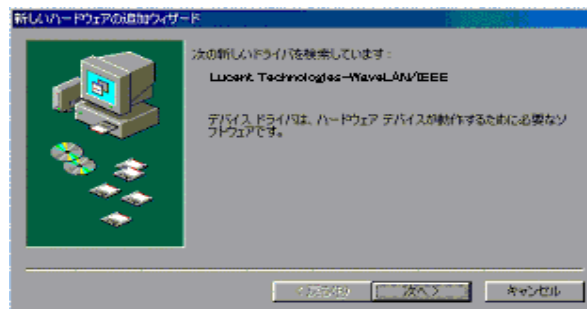 新しいハードウェアの追加ウィザード
次の新しいドライバを検索しています:
Lucent Technologies-WaveLAN/IEEE
デバイス ドライバは、ハードウェア デバイスが動作するために必要なソ
フトウェアです。
< 戻る(B)
次へ >
キャンセル